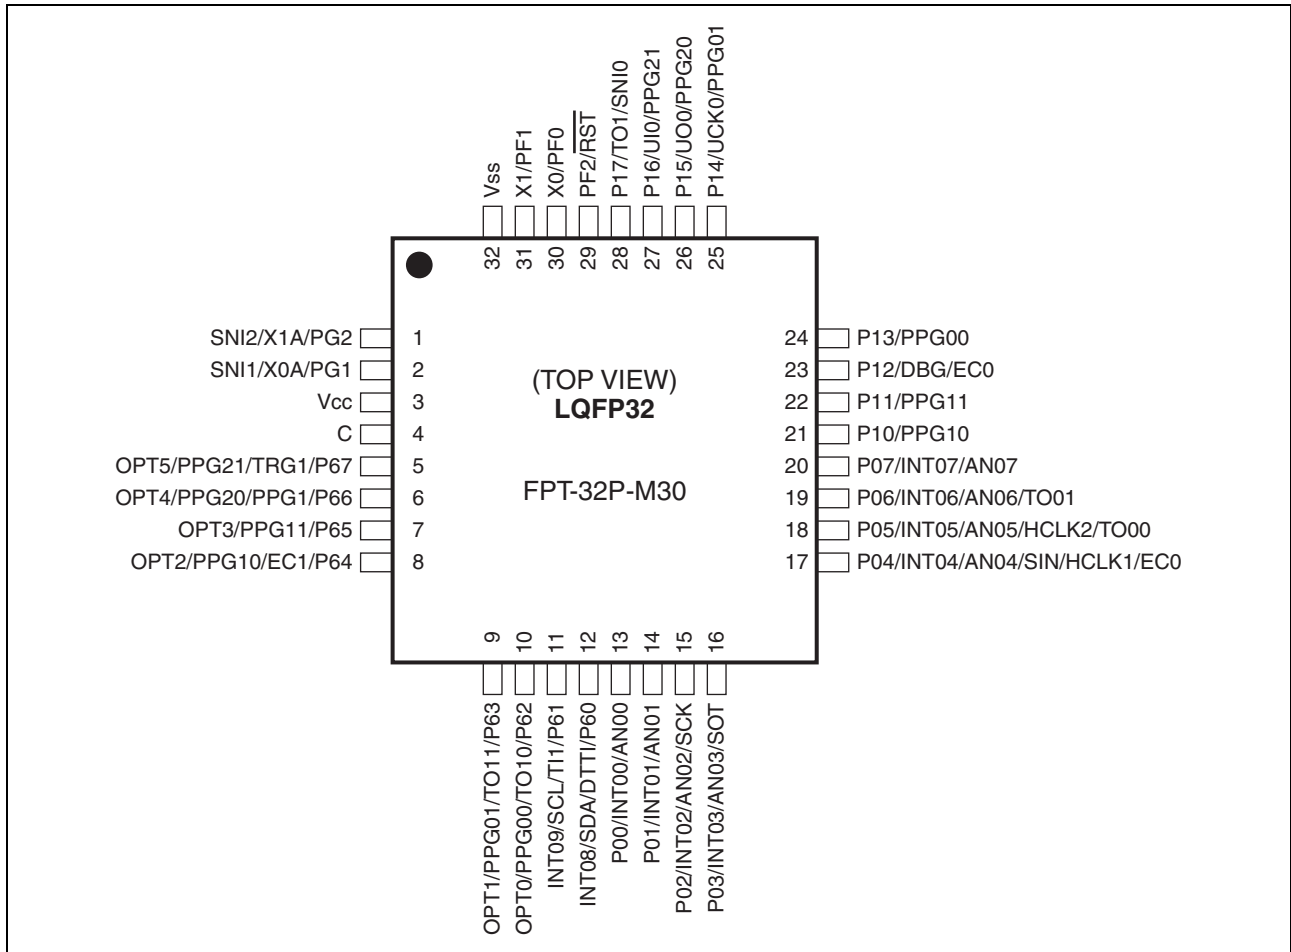 Vss
X1/PF1
X0/PF0
PF2/RST
P17/TO1/SNI0
P16/UI0/PPG21
P15/UO0/PPG20
P14/UCK0/PPG01
32
31
30
29
28
27
26
25
SNI2/X1A/PG2 1
SNI1/X0A/PG1 2
Vcc 3
C 4
OPT5/PPG21/TRG1/P67 5
OPT4/PPG20/PPG1/P66 6
OPT3/PPG11/P65 7
OPT2/PPG10/EC1/P64 8
(TOP VIEW)
LQFP32
FPT-32P-M30
24 P13/PPG00
23 P12/DBG/EC0
22 P11/PPG11
21 P10/PPG10
20 P07/INT07/AN07
19 P06/INT06/AN06/TO01
18 P05/INT05/AN05/HCLK2/TO00
17 P04/INT04/AN04/SIN/HCLK1/EC0
9
10
11
12
13
14
15
16
OPT1/PPG01/TO11/P63
OPT0/PPG00/TO10/P62
INT09/SCL/TI1/P61
INT08/SDA/DTTI/P60
P00/INT00/AN00
P01/INT01/AN01
P02/INT02/AN02/SCK
P03/INT03/AN03/SOT